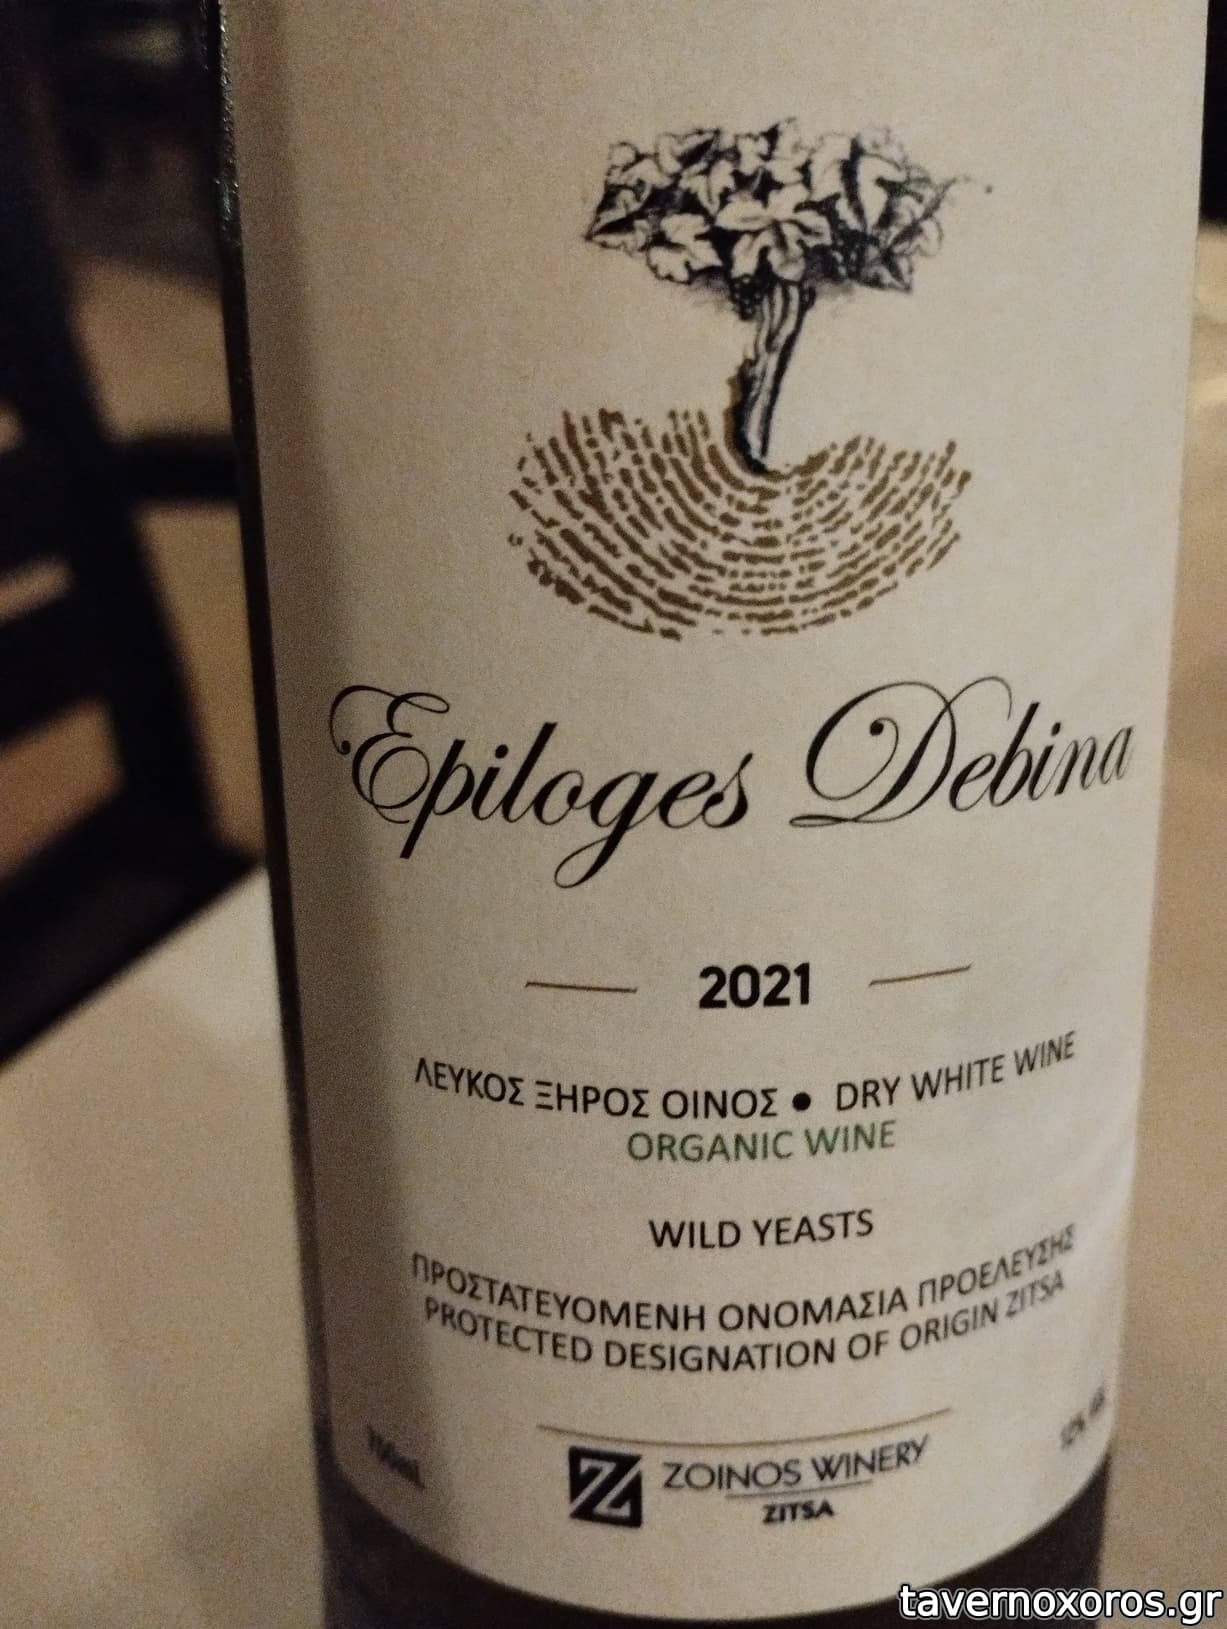 Epiloges Debina
2021
ΛΕΥΚΟΣ ΞΗΡΟΣ ΟΙΝΟΣ • DRY WHITE WINE
ORGANIC WINE
WILD YEASTS
ΠΡΟΣΤΑΤΕΥΟΜΕΝΗ ΟΝΟΜΑΣΙΑ ΠΡΟΕΛΕΥΣΗΣ
PROTECTED DESIGNATION OF ORIGIN ZITSA
750mL
Z ZOINOS WINERY
ZITSA
tavernoxoros.gr